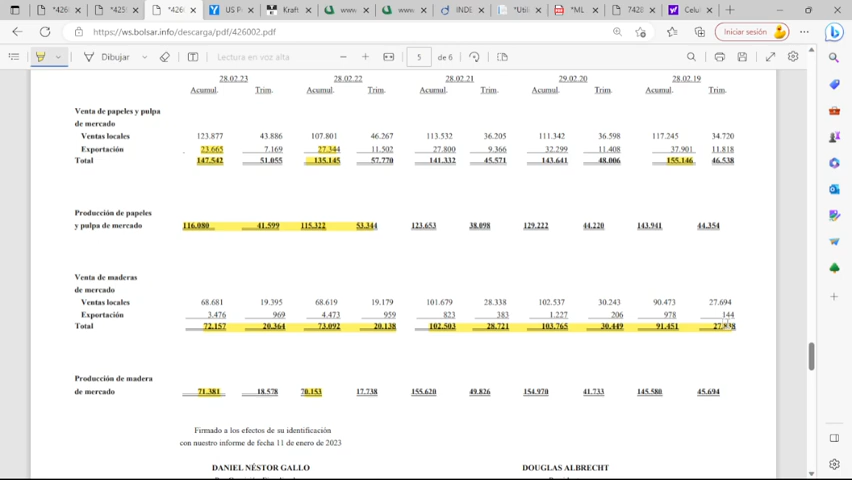 *426
*425
*426
US P
Kraft
www.
www.
INDE
*Util
*ML
7428
Celu
https://ws.bolsar.info/descarga/pdf/426002.pdf
Iniciar sesión
Dibujar
Lectura en voz alta
5 de 6
28.02.23 28.02.22 28.02.21 29.02.20 28.02.19
Acumul. Trim. Acumul. Trim. Acumul. Trim. Acumul. Trim. Acumul. Trim.
Venta de papeles y pulpa
de mercado
Ventas locales 123.877 43.886 107.801 46.267 113.532 36.205 111.342 36.598 117.245 34.720
Exportación 23.665 7.169 27.344 11.502 27.800 9.366 32.299 11.408 37.901 11.818
Total 147.542 51.055 135.145 57.770 141.332 45.571 143.641 48.006 155.146 46.538
Producción de papeles
y pulpa de mercado 116.080 41.599 115.322 53.344 123.653 38.098 129.222 44.220 143.941 44.354
Venta de maderas
de mercado
Ventas locales 68.681 19.395 68.619 19.179 101.679 28.338 102.537 30.243 90.473 27.694
Exportación 3.476 969 4.473 959 823 383 1.227 206 978 144
Total 72.157 20.364 73.092 20.138 102.503 28.721 103.765 30.449 91.451 27.838
Producción de madera
de mercado 71.381 18.578 70.153 17.738 155.620 49.826 154.970 41.733 145.580 45.694
Firmado a los efectos de su identificación
con nuestro informe de fecha 11 de enero de 2023
DANIEL NÉSTOR GALLO DOUGLAS ALBRECHT